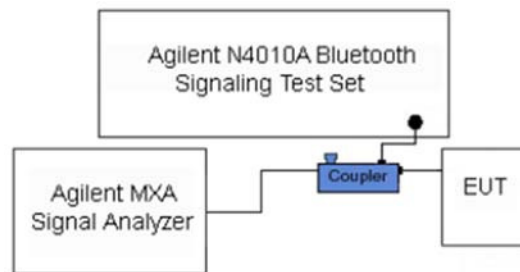 Agilent N4010A Bluetooth
Signaling Test Set
Coupler
Agilent MXA
Signal Analyzer
EUT